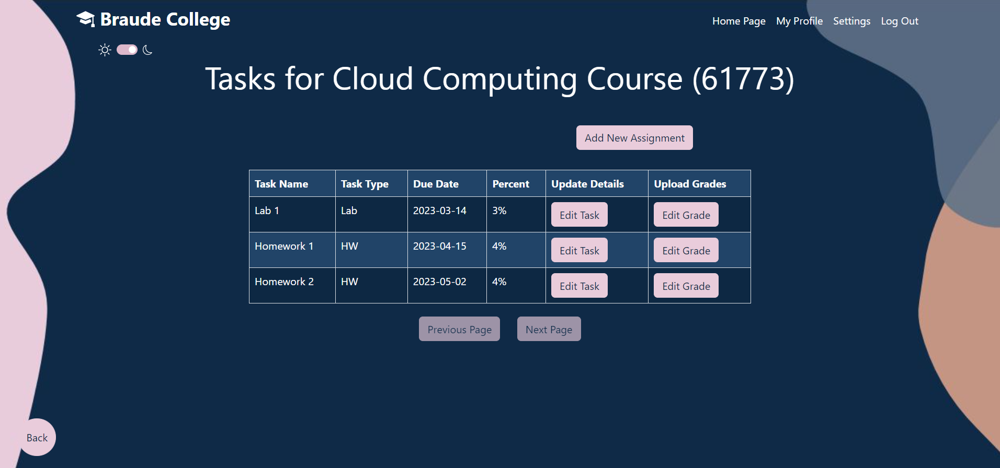 Braude College
Home Page My Profile Settings Log Out
Tasks for Cloud Computing Course (61773)
Add New Assignment
Task Name Task Type Due Date Percent Update Details Upload Grades
Lab 1 Lab 2023-03-14 3% Edit Task Edit Grade
Homework 1 HW 2023-04-15 4% Edit Task Edit Grade
Homework 2 HW 2023-05-02 4% Edit Task Edit Grade
Previous Page Next Page
Back